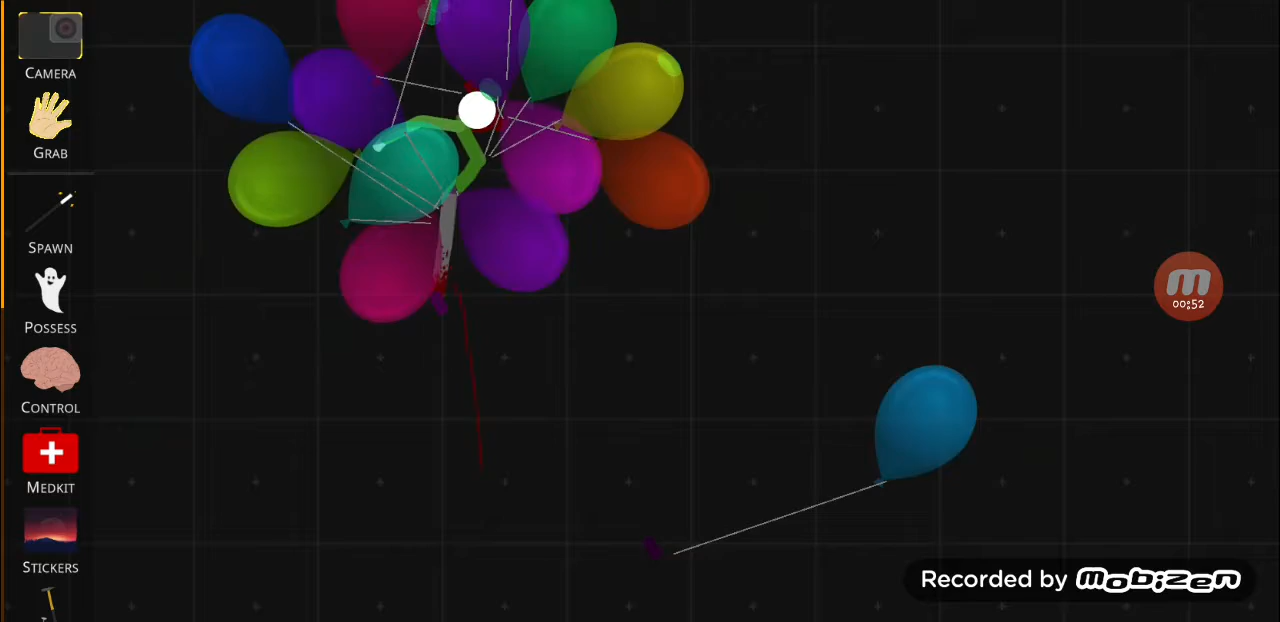 CAMERA
GRAB
SPAWN
POSSESS
CONTROL
MEDKIT
STICKERS
00:52
Recorded by mobizen